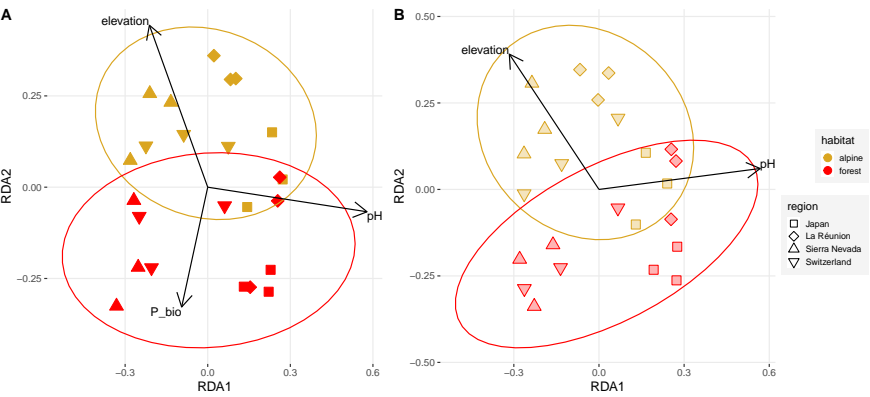 A
elevation
pH
P_bio
0.25
0.00
−0.25
−0.3
0.0
0.3
0.6
RDA1
RDA2
B
elevation
pH
0.50
0.25
0.00
−0.25
−0.50
−0.3
0.0
0.3
0.6
RDA1
RDA2
habitat
alpine
forest
region
Japan
La Réunion
Sierra Nevada
Switzerland